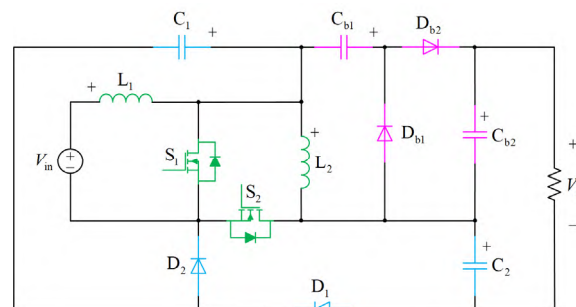 C1 +
Cb1 +
Db2
+ L1
S1
+
L2
Db1
+
Cb2
Vin
+
−
S2
+
V
−
D2
D1
+
C2